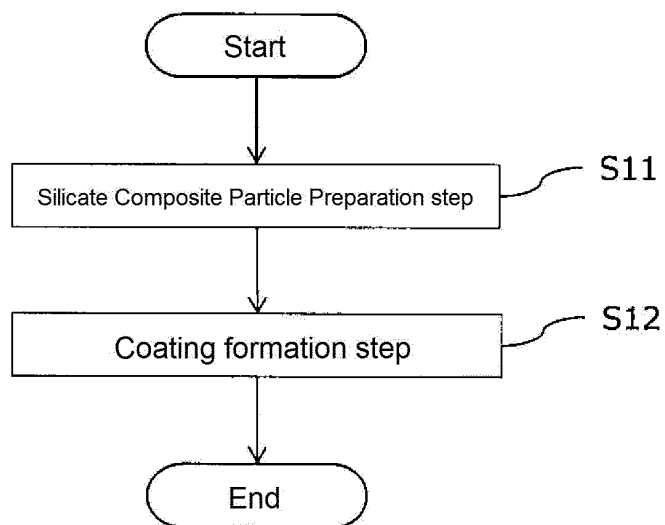 Start
Silicate Composite Particle Preparation step
S11
Coating formation step
S12
End